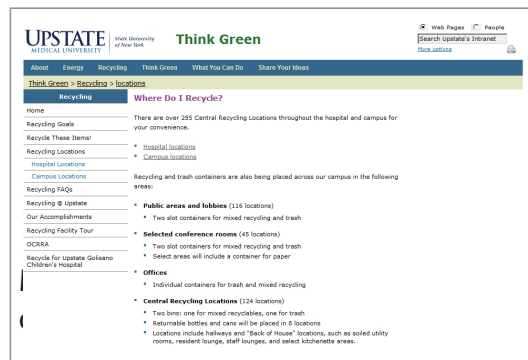 UPSTATE
MEDICAL UNIVERSITY
State University
of New York
Think Green
Web Pages People
Search Upstate's Intranet
More options
About Energy Recycling Think Green What You Can Do Share Your Ideas
Think Green > Recycling > locations
Recycling
Home
Recycling Goals
Recycle These Items!
Recycling Locations
Hospital Locations
Campus Locations
Recycling FAQs
Recycling @ Upstate
Our Accomplishments
Recycling Facility Tour
OCRRA
Recycle for Upstate Golisano
Children's Hospital
Where Do I Recycle?
There are over 285 Central Recycling Locations throughout the hospital and campus for
your convenience.
Hospital locations
Campus locations
Recycling and trash containers are also being placed across our campus in the following
areas:
Public areas and lobbies (116 locations)
Two slot containers for mixed recycling and trash
Selected conference rooms (45 locations)
Two slot containers for mixed recycling and trash
Select areas will include a container for paper
Offices
Individual containers for trash and mixed recycling
Central Recycling Locations (124 locations)
Two bins: one for mixed recyclables, one for trash
Returnable bottles and cans will be placed in 8 locations
Locations include hallways and "Back of House" locations, such as soiled utility
rooms, resident lounge, staff lounges, and select kitchenette areas.